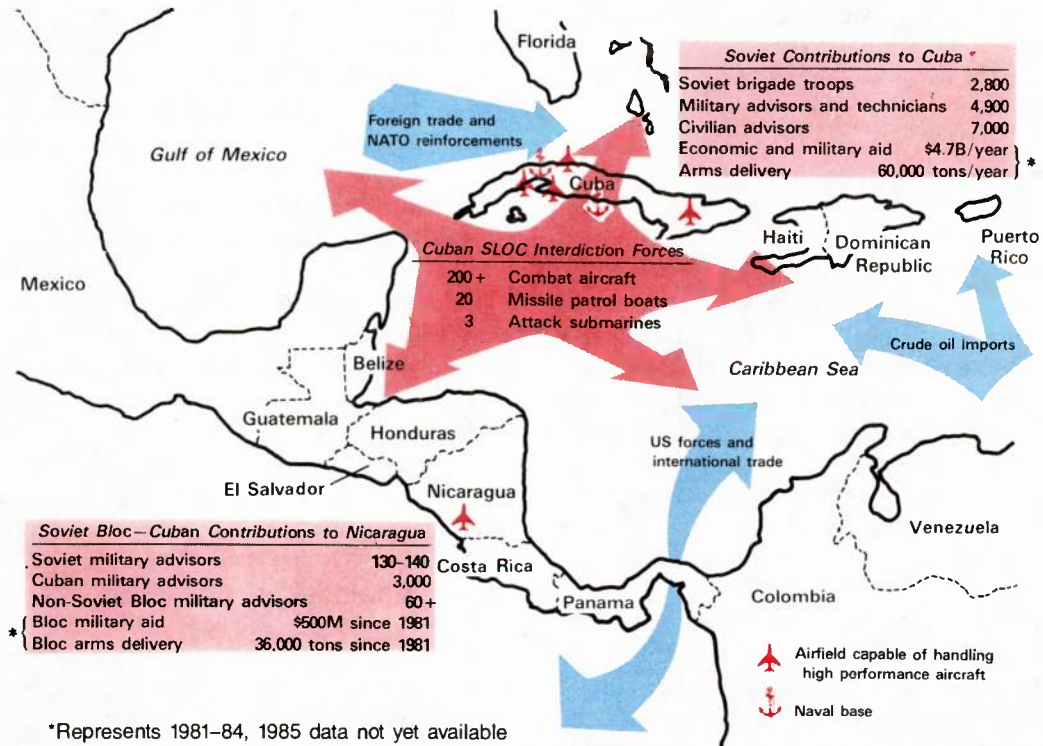 Florida
Soviet Contributions to Cuba *
Soviet brigade troops 2,800
Military advisors and technicians 4,900
Civilian advisors 7,000
Economic and military aid $4.7B/year
Arms delivery 60,000 tons/year
*
Foreign trade and
NATO reinforcements
Gulf of Mexico
Cuba
Haiti
Dominican
Republic
Puerto
Rico
Cuban SLOC Interdiction Forces
200+ Combat aircraft
20 Missile patrol boats
3 Attack submarines
Mexico
Crude oil imports
Belize
Caribbean Sea
Guatemala
Honduras
US forces and
international trade
El Salvador
Nicaragua
Venezuela
Soviet Bloc–Cuban Contributions to Nicaragua
Soviet military advisors 130–140
Cuban military advisors 3,000
Non-Soviet Bloc military advisors 60+
Bloc military aid $500M since 1981
* Bloc arms delivery 36,000 tons since 1981
Costa Rica
Panama
Colombia
Airfield capable of handling
high performance aircraft
Naval base
*Represents 1981–84, 1985 data not yet available